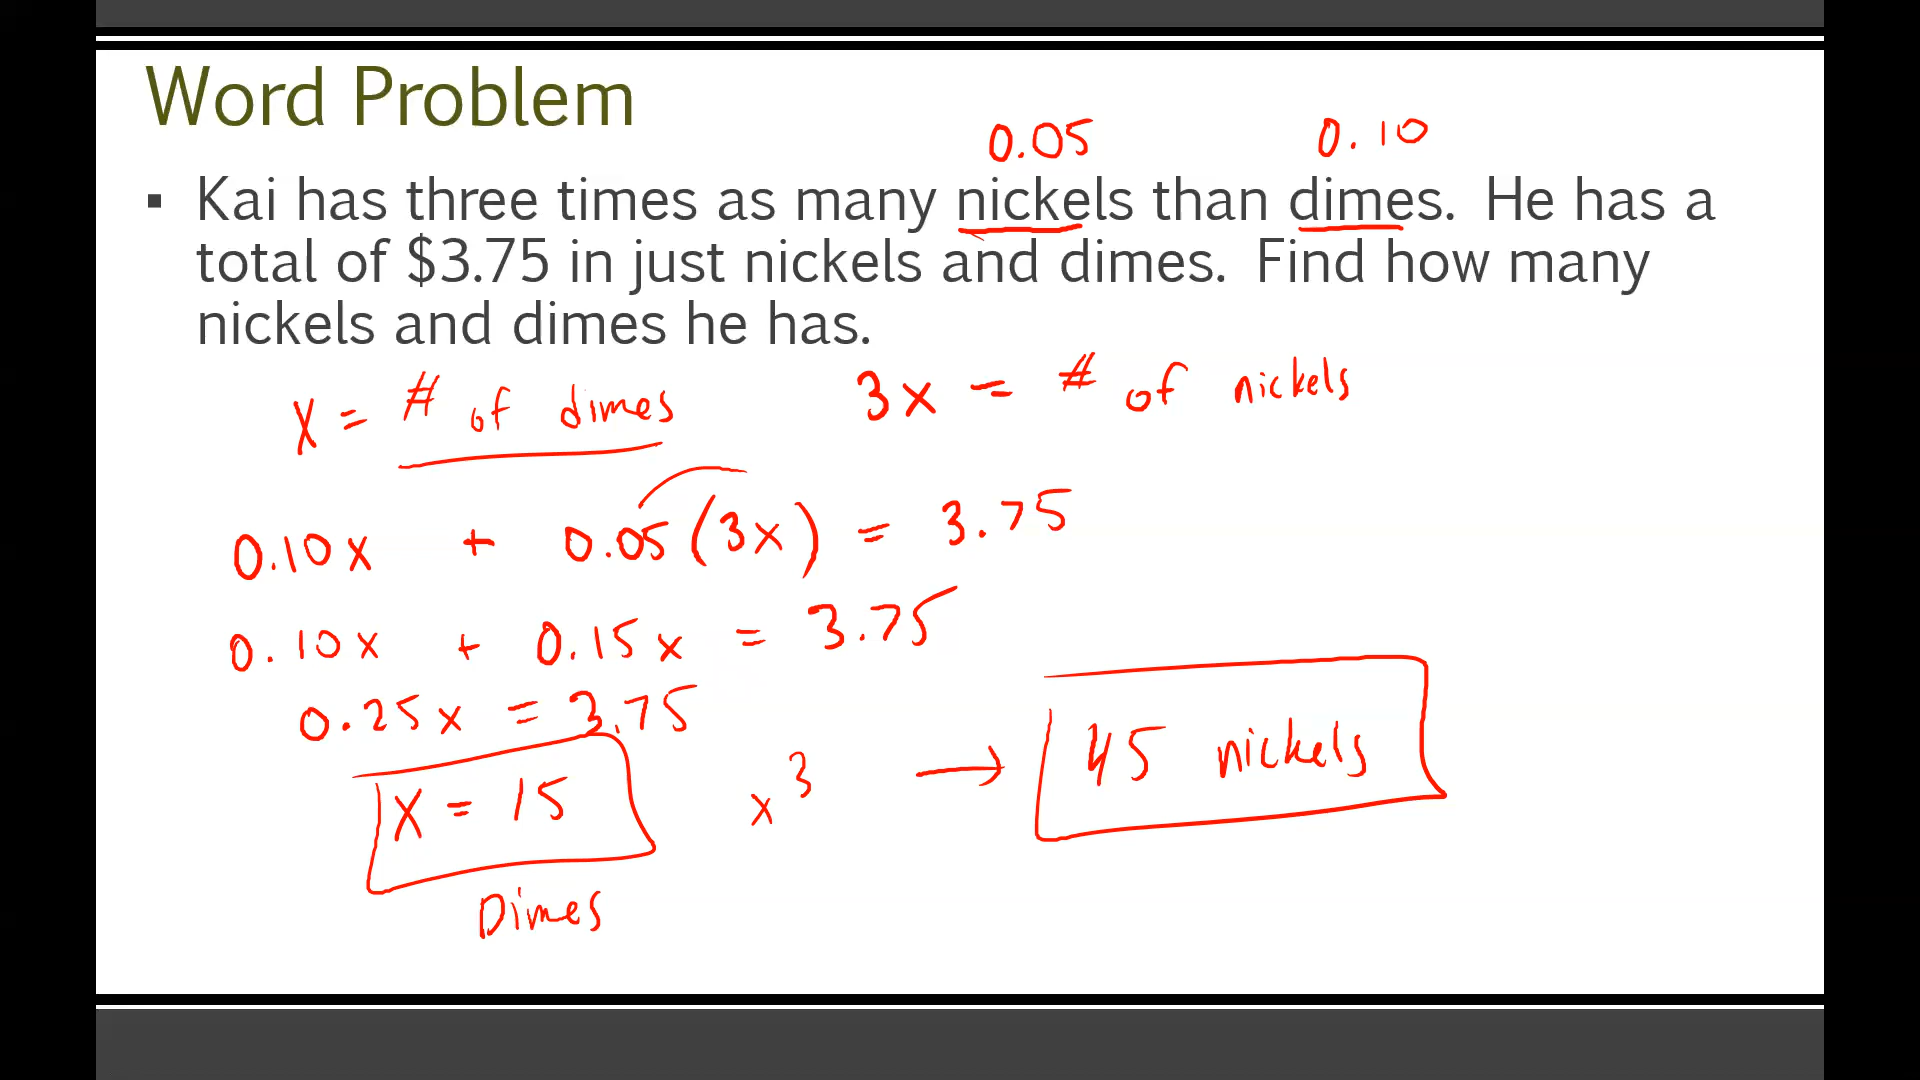 Word Problem
0.05 0.10
▪ Kai has three times as many nickels than dimes. He has a
total of $3.75 in just nickels and dimes. Find how many
nickels and dimes he has.
x = # of dimes 3x = # of nickels
0.10x + 0.05(3x) = 3.75
0.10x + 0.15x = 3.75
0.25x = 3.75
x = 15 x 3 → 45 nickels
Dimes